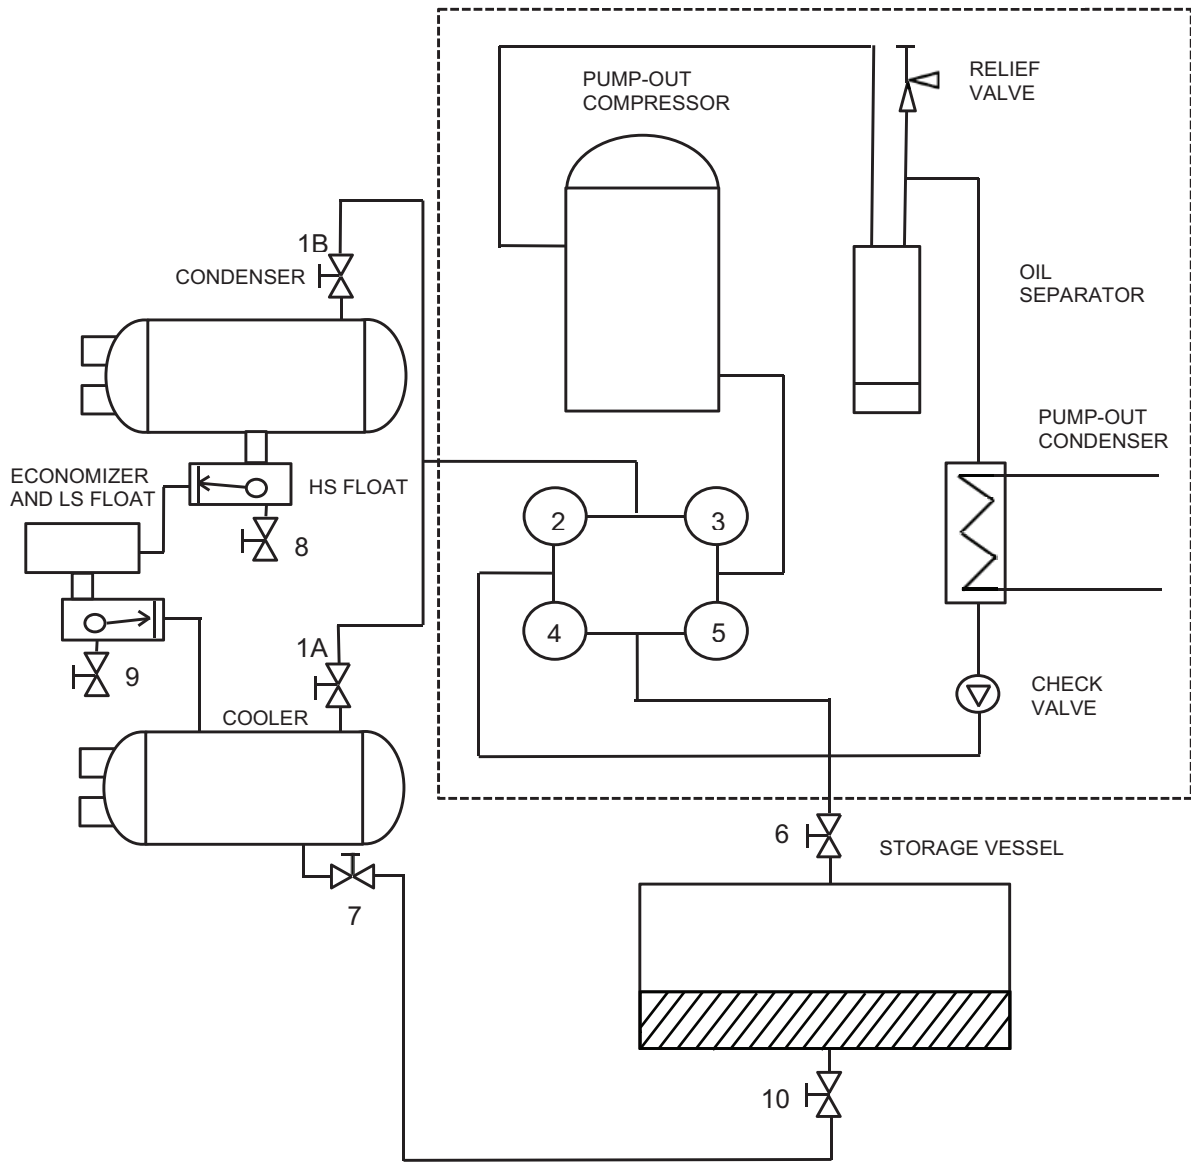 PUMP-OUT
COMPRESSOR
RELIEF
VALVE
1B
CONDENSER
OIL
SEPARATOR
PUMP-OUT
CONDENSER
ECONOMIZER
AND LS FLOAT
HS FLOAT
2
3
8
4
5
1A
9
CHECK
VALVE
COOLER
6
STORAGE VESSEL
7
10